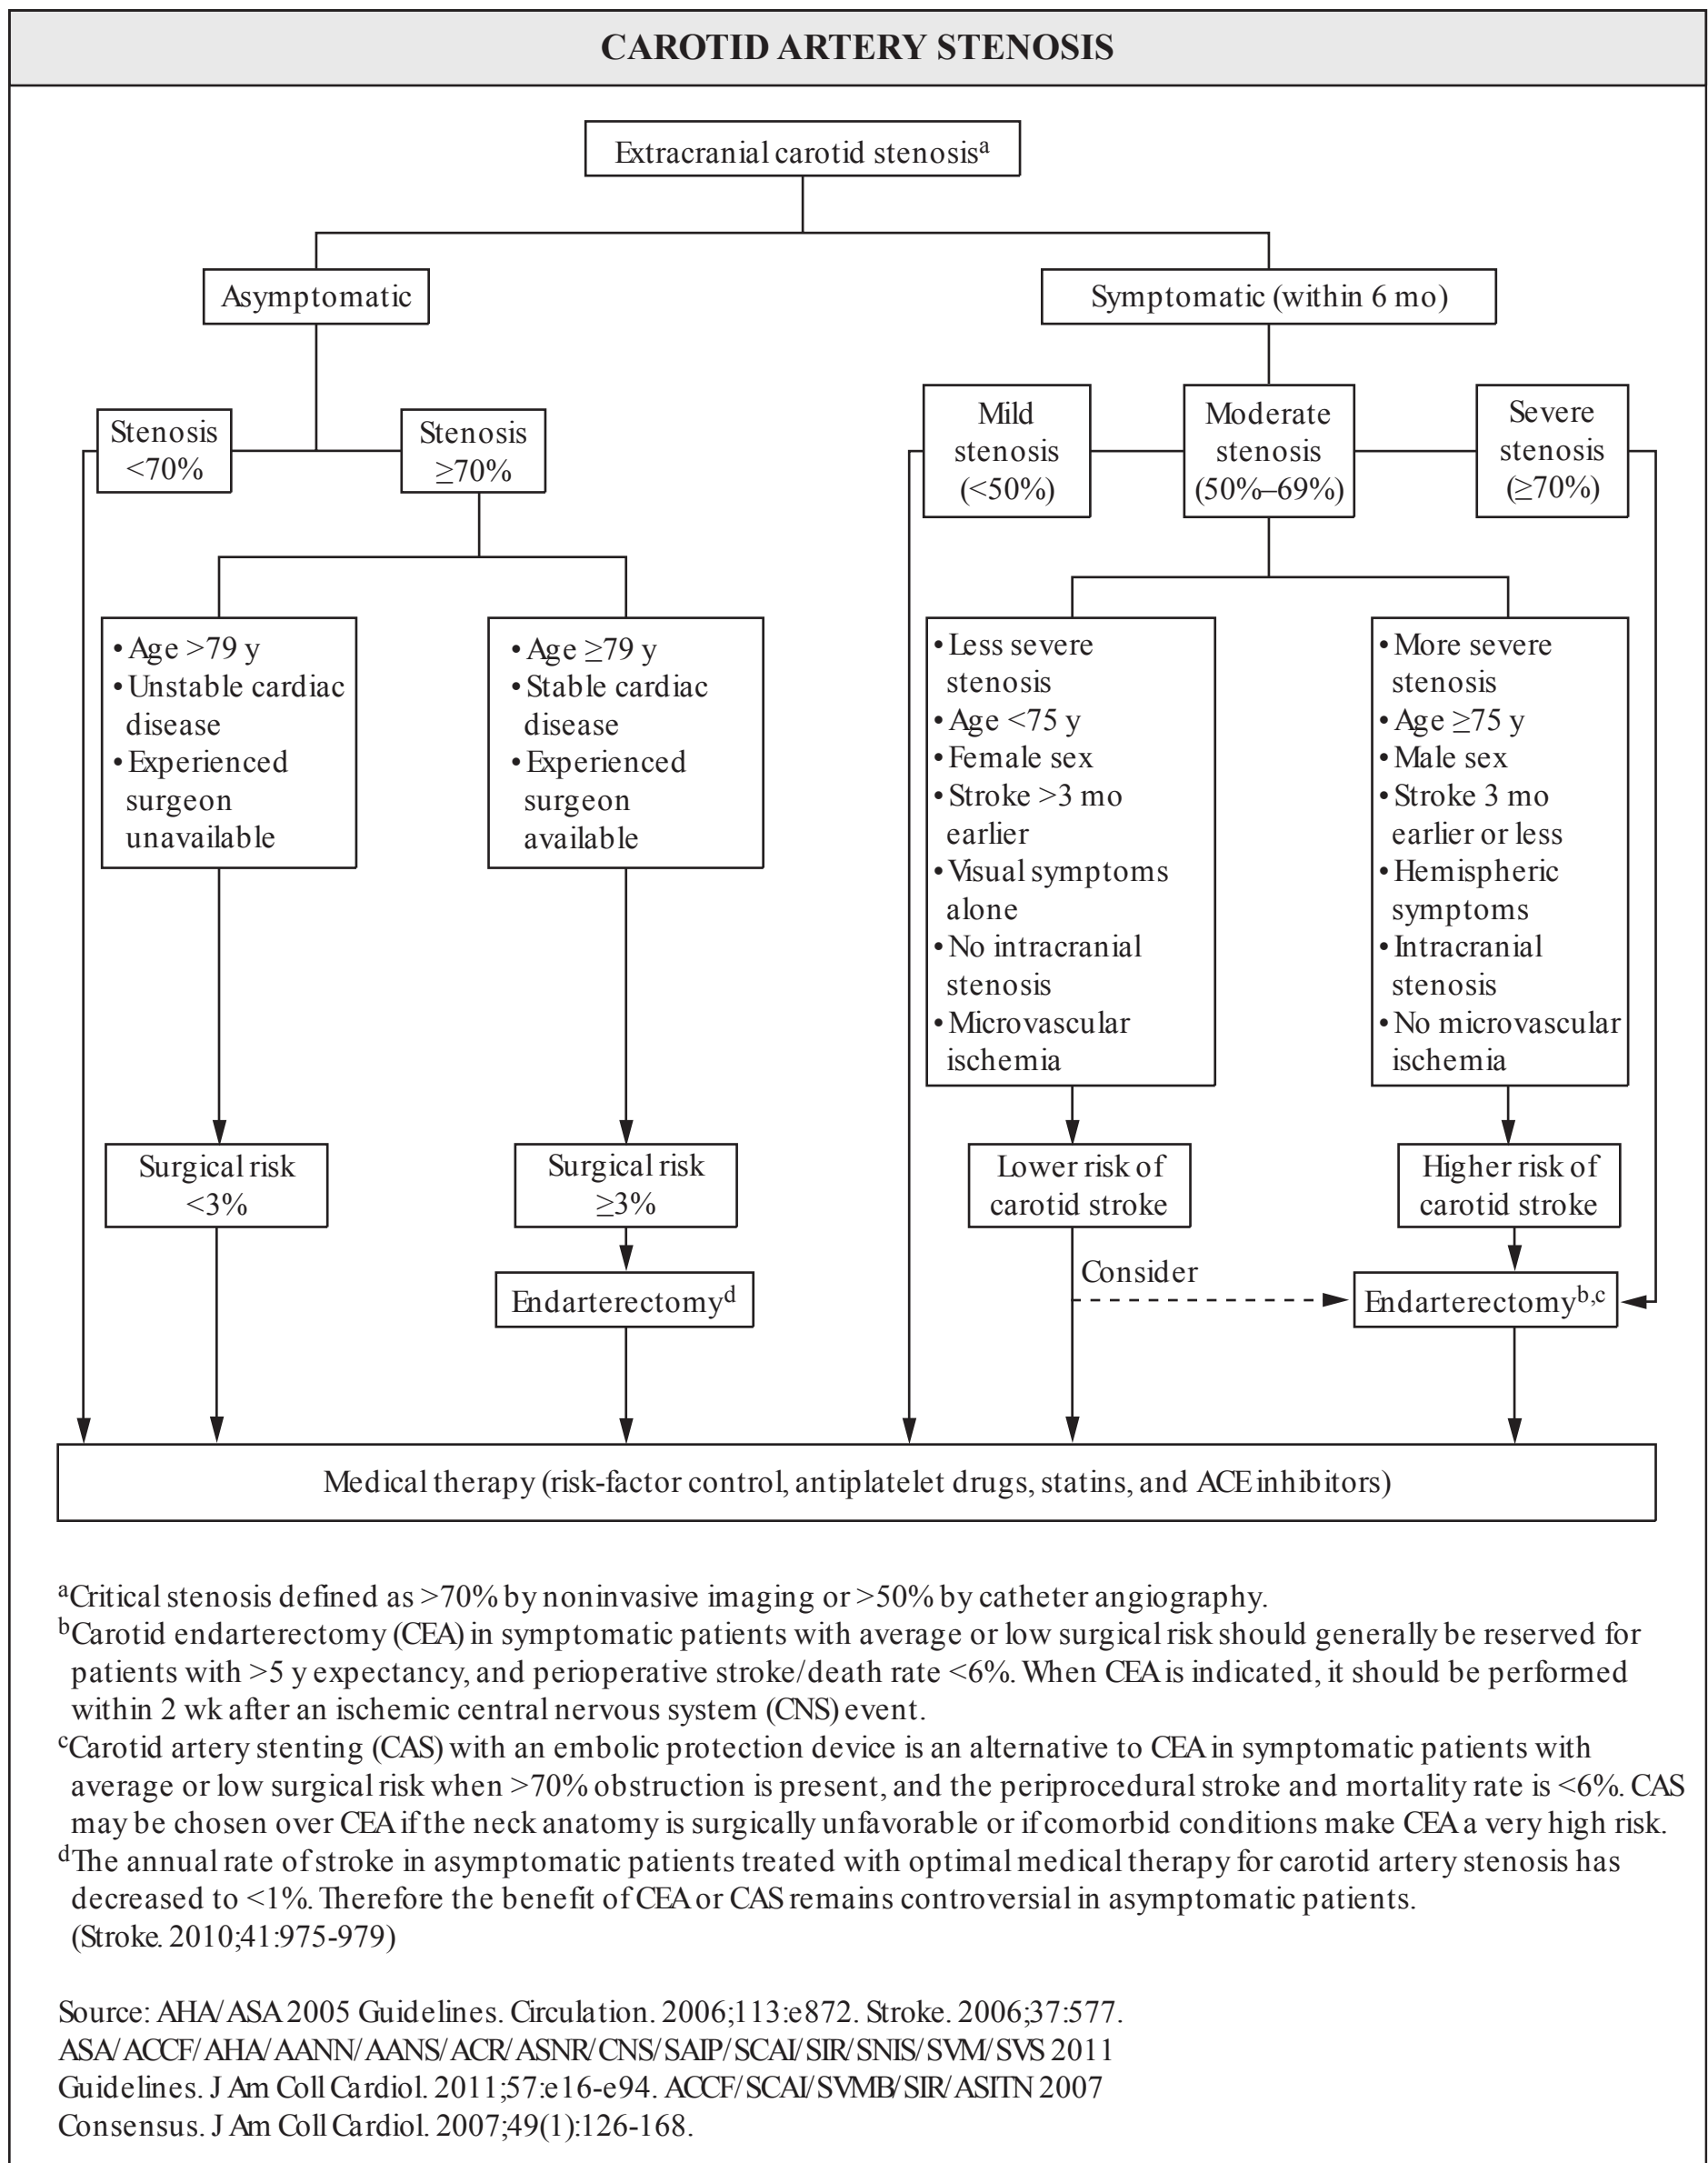 CAROTID ARTERY STENOSIS
Extracranial carotid stenosisᵃ
Asymptomatic
Symptomatic (within 6 mo)
Stenosis
<70%
Stenosis
≥70%
Mild
stenosis
(<50%)
Moderate
stenosis
(50%–69%)
Severe
stenosis
(≥70%)
• Age >79 y
• Unstable cardiac
disease
• Experienced
surgeon
unavailable
• Age ≥79 y
• Stable cardiac
disease
• Experienced
surgeon
available
• Less severe
stenosis
• Age <75 y
• Female sex
• Stroke >3 mo
earlier
• Visual symptoms
alone
• No intracranial
stenosis
• Microvascular
ischemia
• More severe
stenosis
• Age ≥75 y
• Male sex
• Stroke 3 mo
earlier or less
• Hemispheric
symptoms
• Intracranial
stenosis
• No microvascular
ischemia
Surgical risk
<3%
Surgical risk
≥3%
Lower risk of
carotid stroke
Higher risk of
carotid stroke
Endarterectomyᵈ
Consider
Endarterectomyᵇ,ᶜ
Medical therapy (risk-factor control, antiplatelet drugs, statins, and ACE inhibitors)
ᵃCritical stenosis defined as >70% by noninvasive imaging or >50% by catheter angiography.
ᵇCarotid endarterectomy (CEA) in symptomatic patients with average or low surgical risk should generally be reserved for
patients with >5 y expectancy, and perioperative stroke/death rate <6%. When CEA is indicated, it should be performed
within 2 wk after an ischemic central nervous system (CNS) event.
ᶜCarotid artery stenting (CAS) with an embolic protection device is an alternative to CEA in symptomatic patients with
average or low surgical risk when >70% obstruction is present, and the periprocedural stroke and mortality rate is <6%. CAS
may be chosen over CEA if the neck anatomy is surgically unfavorable or if comorbid conditions make CEA a very high risk.
ᵈThe annual rate of stroke in asymptomatic patients treated with optimal medical therapy for carotid artery stenosis has
decreased to <1%. Therefore the benefit of CEA or CAS remains controversial in asymptomatic patients.
(Stroke. 2010;41:975-979)
Source: AHA/ASA 2005 Guidelines. Circulation. 2006;113:e872. Stroke. 2006;37:577.
ASA/ACCF/AHA/AANN/AANS/ACR/ASNR/CNS/SAIP/SCAI/SIR/SNIS/SVM/SVS 2011
Guidelines. J Am Coll Cardiol. 2011;57:e16-e94. ACCF/SCAI/SVMB/SIR/ASITN 2007
Consensus. J Am Coll Cardiol. 2007;49(1):126-168.